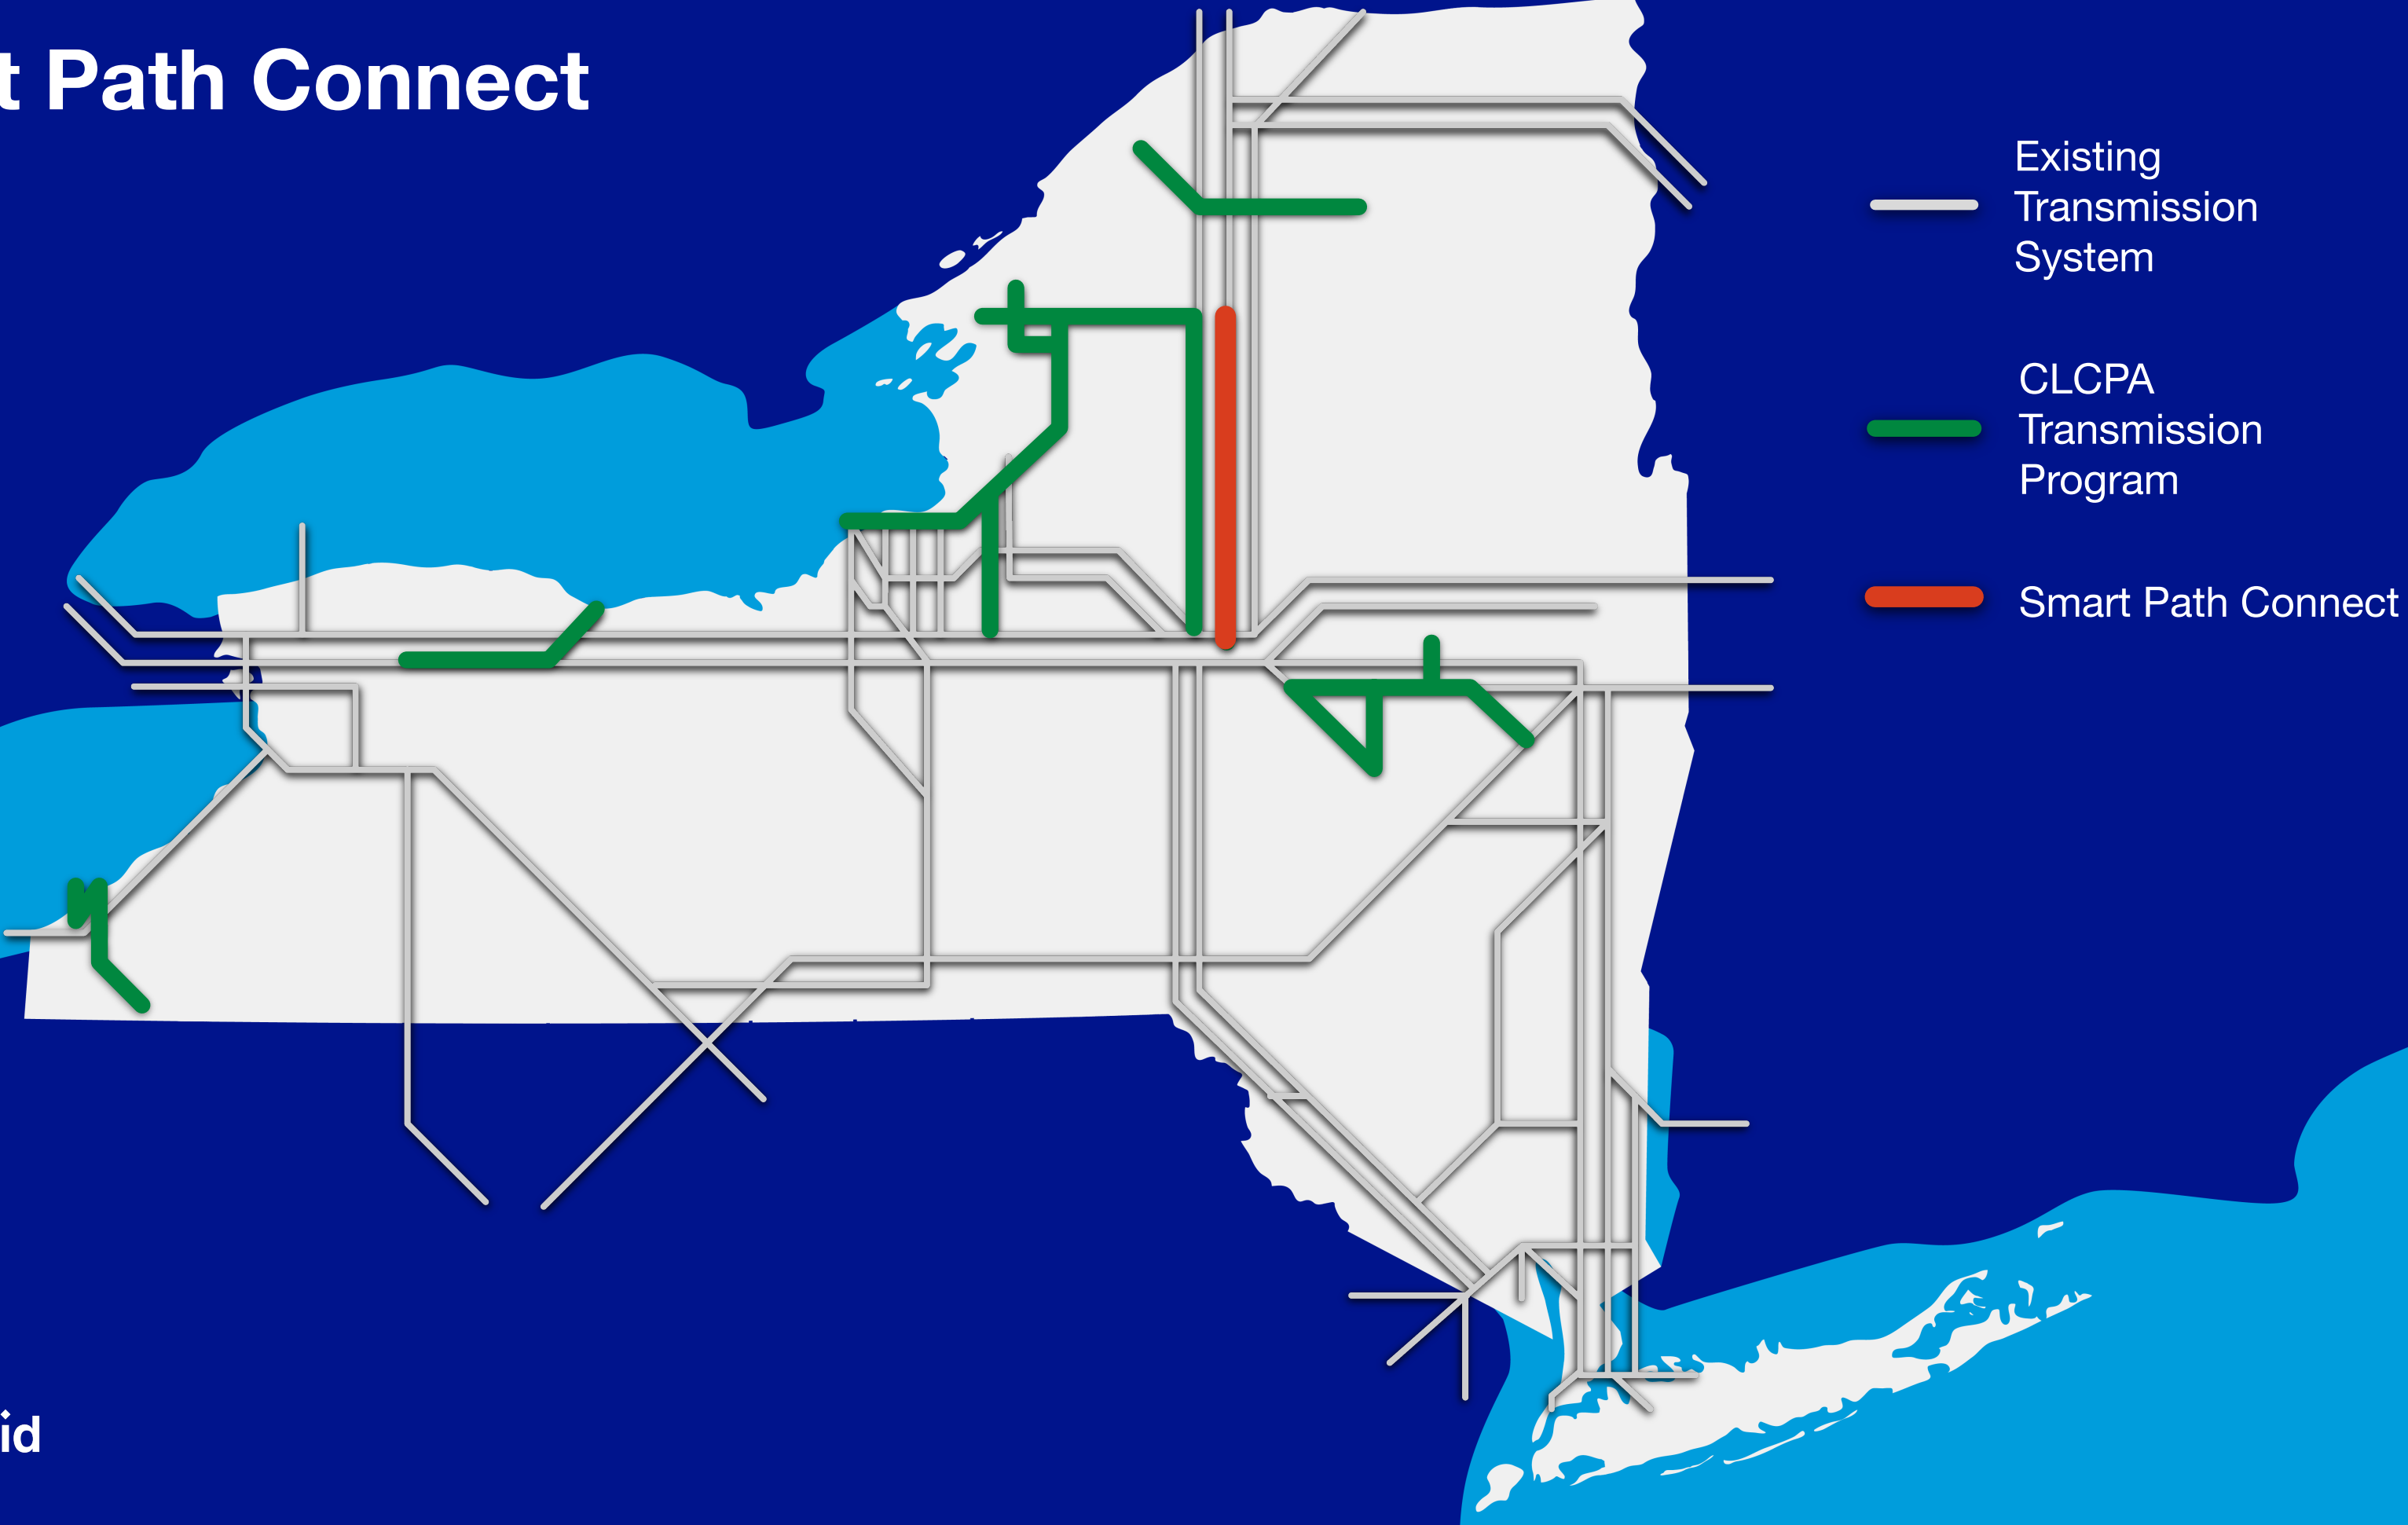 t Path Connect
Existing
Transmission
System
CLCPA
Transmission
Program
Smart Path Connect
id